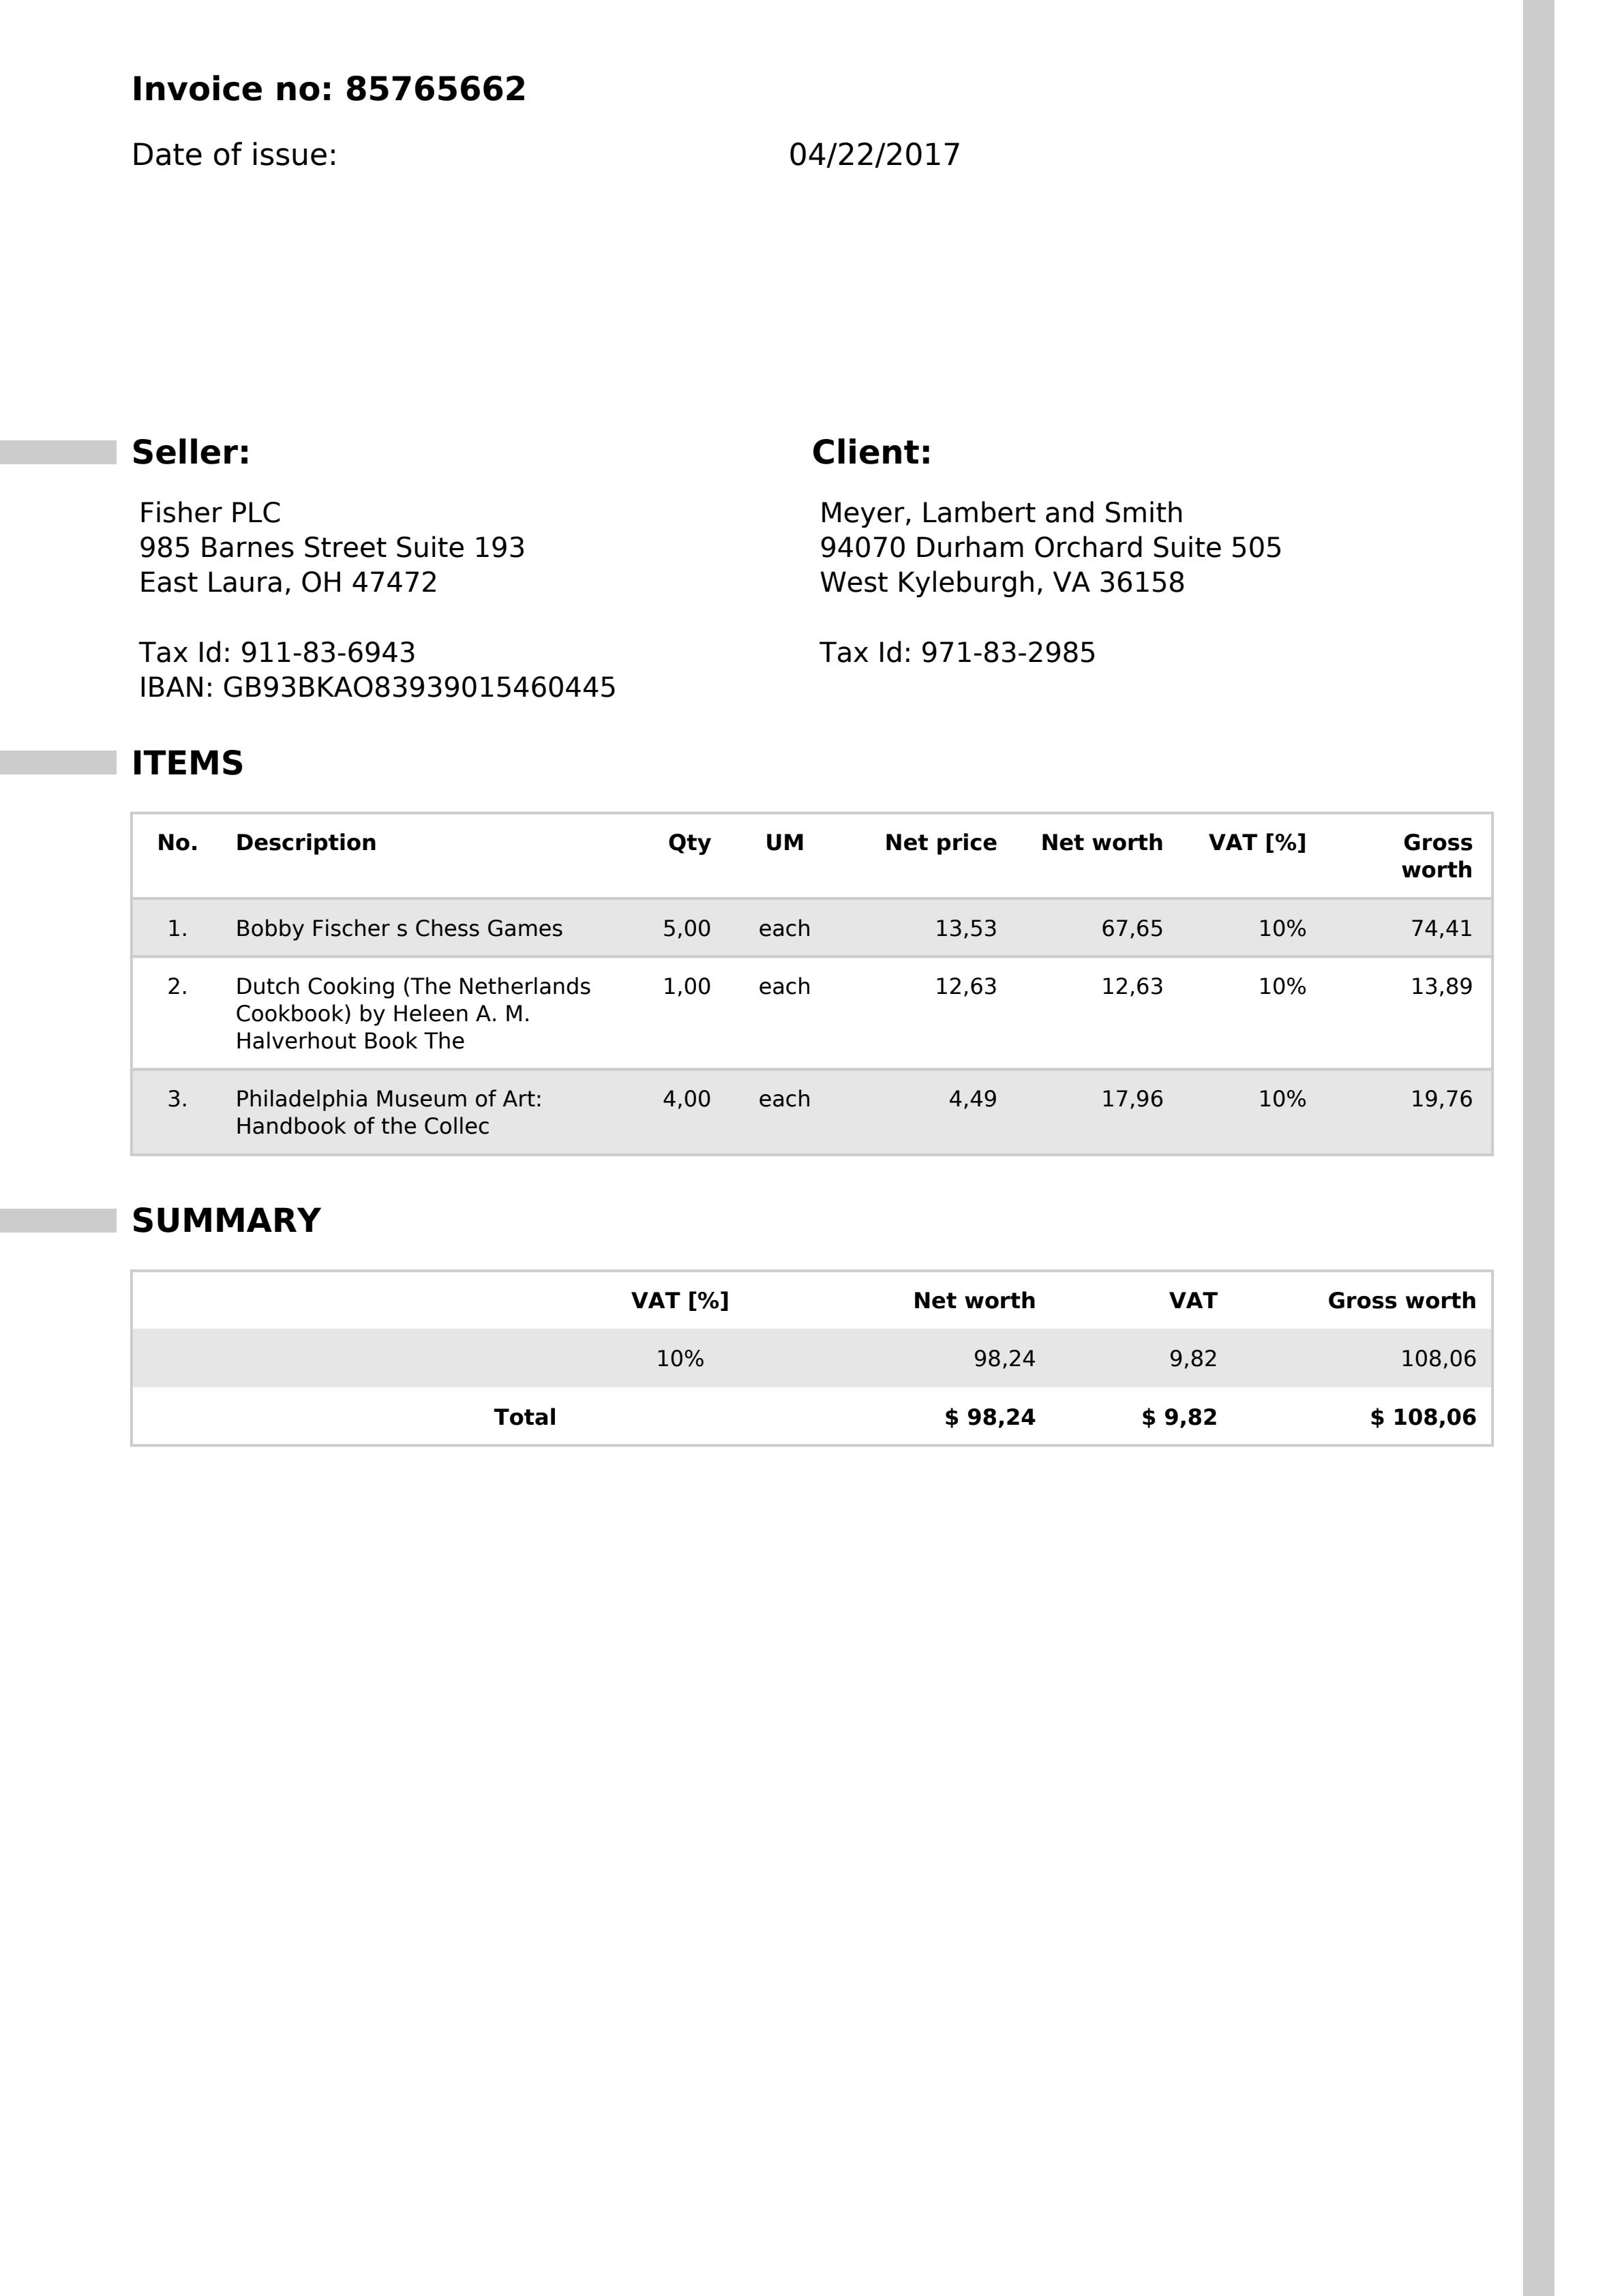 Invoice no: 85765662
Date of issue: 04/22/2017
Seller:
Fisher PLC
985 Barnes Street Suite 193
East Laura, OH 47472
Tax Id: 911-83-6943
IBAN: GB93BKAO83939015460445
Client:
Meyer, Lambert and Smith
94070 Durham Orchard Suite 505
West Kyleburgh, VA 36158
Tax Id: 971-83-2985
ITEMS
No. Description Qty UM Net price Net worth VAT [%] Gross
worth
1. Bobby Fischer s Chess Games 5,00 each 13,53 67,65 10% 74,41
2. Dutch Cooking (The Netherlands 1,00 each 12,63 12,63 10% 13,89
Cookbook) by Heleen A. M.
Halverhout Book The
3. Philadelphia Museum of Art: 4,00 each 4,49 17,96 10% 19,76
Handbook of the Collec
SUMMARY
VAT [%] Net worth VAT Gross worth
10% 98,24 9,82 108,06
Total $ 98,24 $ 9,82 $ 108,06